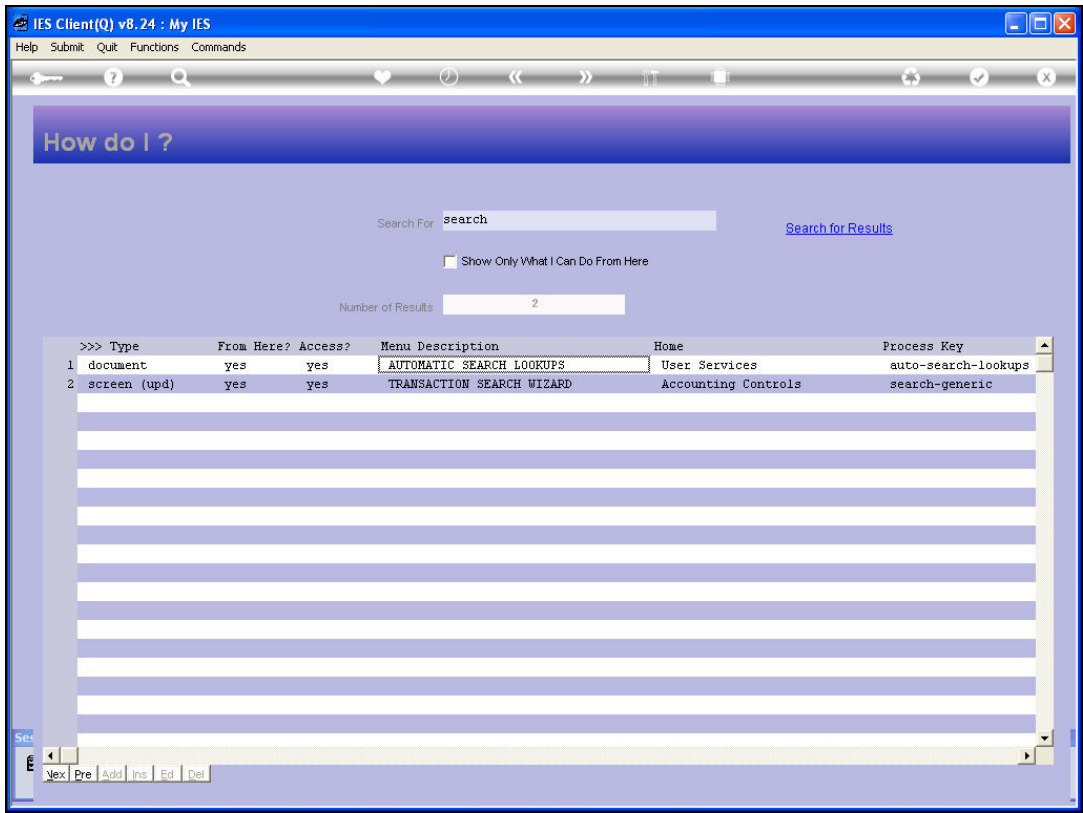 IES Client(Q) v8.24 : My IES
Help Submit Quit Functions Commands
How do I ?
Search For search Search for Results
Show Only What I Can Do From Here
Number of Results 2
>>> Type From Here? Access? Menu Description Home Process Key
1 document yes yes AUTOMATIC SEARCH LOOKUPS User Services auto-search-lookups
2 screen (upd) yes yes TRANSACTION SEARCH WIZARD Accounting Controls search-generic
Ses
Nex Pre Add Ins Ed Del